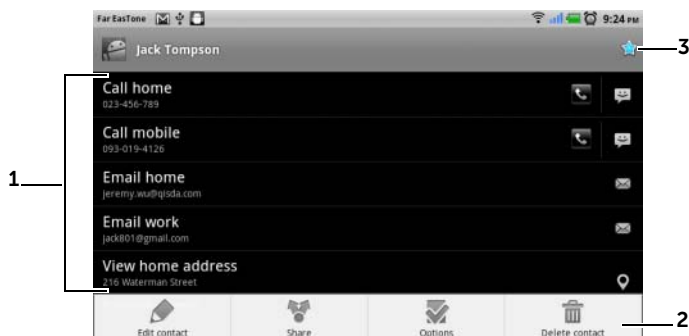 FarEasTone 9:24 PM
Jack Tompson
3
Call home
023-456-789
Call mobile
093-019-4126
1
Email home
jeremy.wu@qisda.com
Email work
jack801@gmail.com
View home address
216 Waterman Street
Edit contact Share Options Delete contact
2